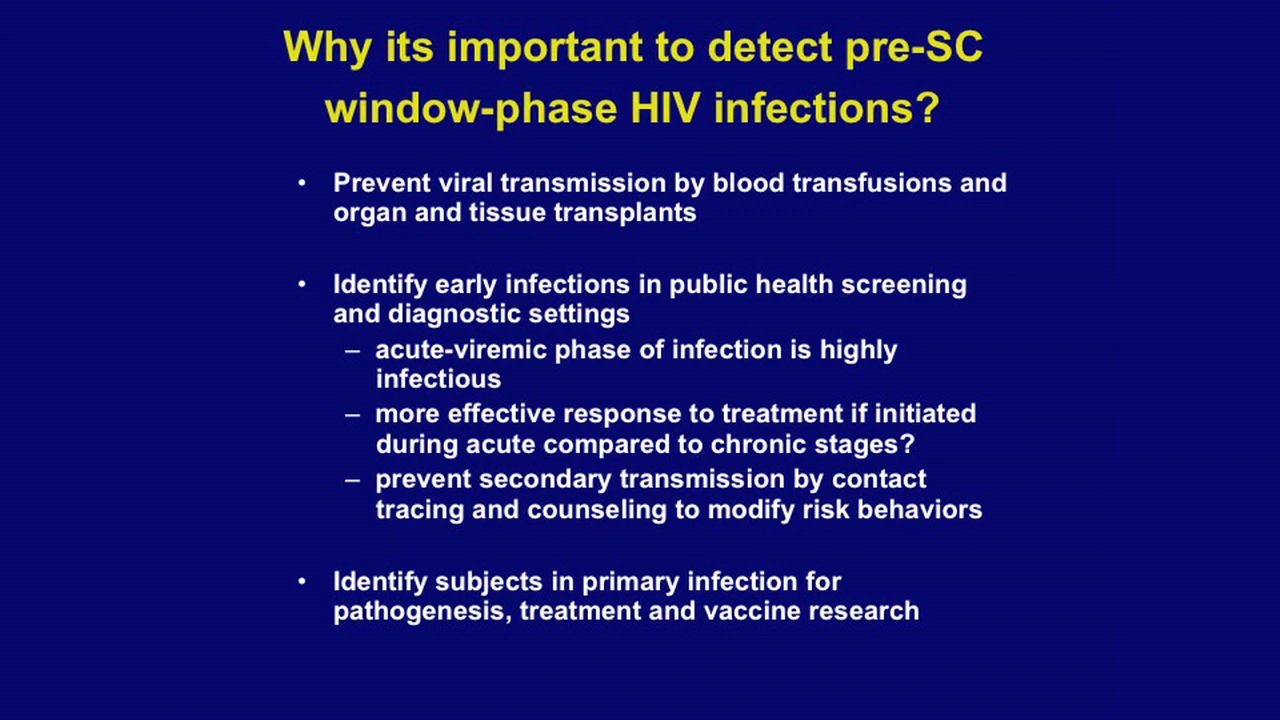 Why its important to detect pre-SC
window-phase HIV infections?
• Prevent viral transmission by blood transfusions and
organ and tissue transplants
• Identify early infections in public health screening
and diagnostic settings
– acute-viremic phase of infection is highly
infectious
– more effective response to treatment if initiated
during acute compared to chronic stages?
– prevent secondary transmission by contact
tracing and counseling to modify risk behaviors
• Identify subjects in primary infection for
pathogenesis, treatment and vaccine research